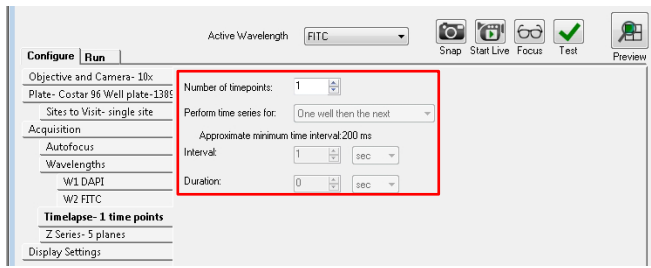 Active Wavelength FITC
Snap Start Live Focus Test Preview
Configure Run
Objective and Camera- 10x
Plate- Costar 96 Well plate-1389
Sites to Visit- single site
Acquisition
Autofocus
Wavelengths
W1 DAPI
W2 FITC
Timelapse- 1 time points
Z Series- 5 planes
Display Settings
Number of timepoints: 1
Perform time series for: One well then the next
Approximate minimum time interval:200 ms
Interval: 1 sec
Duration: 0 sec